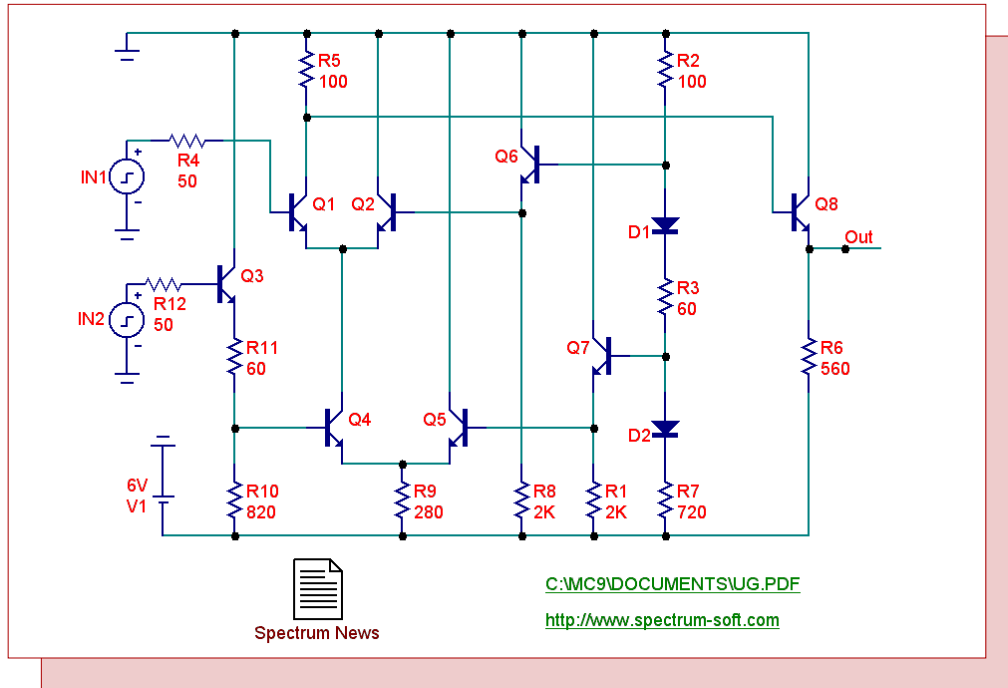 R5
100
R2
100
R4
50
IN1
+
-
Q1
Q2
Q6
Q8
D1
Out
Q3
IN2
+
-
R12
50
R3
60
R11
60
Q7
R6
560
Q4
Q5
D2
6V
V1
R10
820
R9
280
R8
2K
R1
2K
R7
720
Spectrum News
C:\MC9\DOCUMENTS\UG.PDF
http://www.spectrum-soft.com